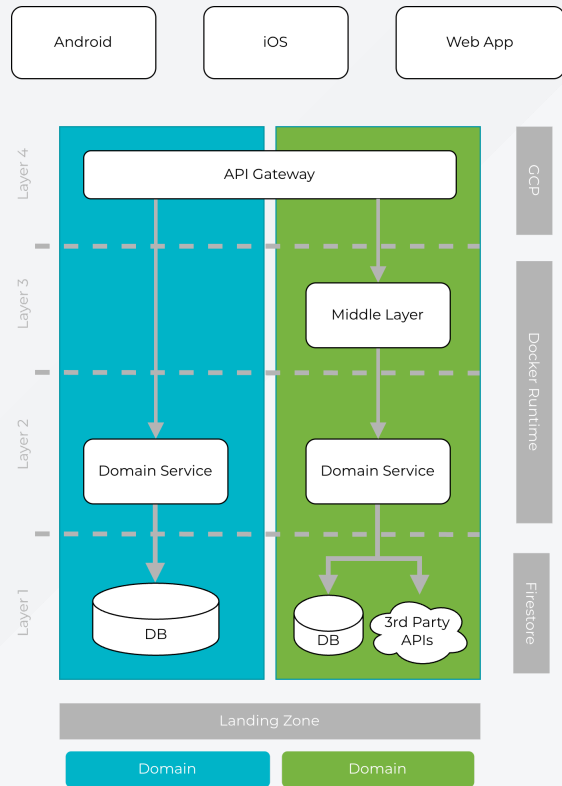 Android
iOS
Web App
Layer 4
API Gateway
GCP
Layer 3
Middle Layer
Docker Runtime
Layer 2
Domain Service
Domain Service
Layer 1
DB
DB
3rd Party
APIs
Firestore
Landing Zone
Domain
Domain